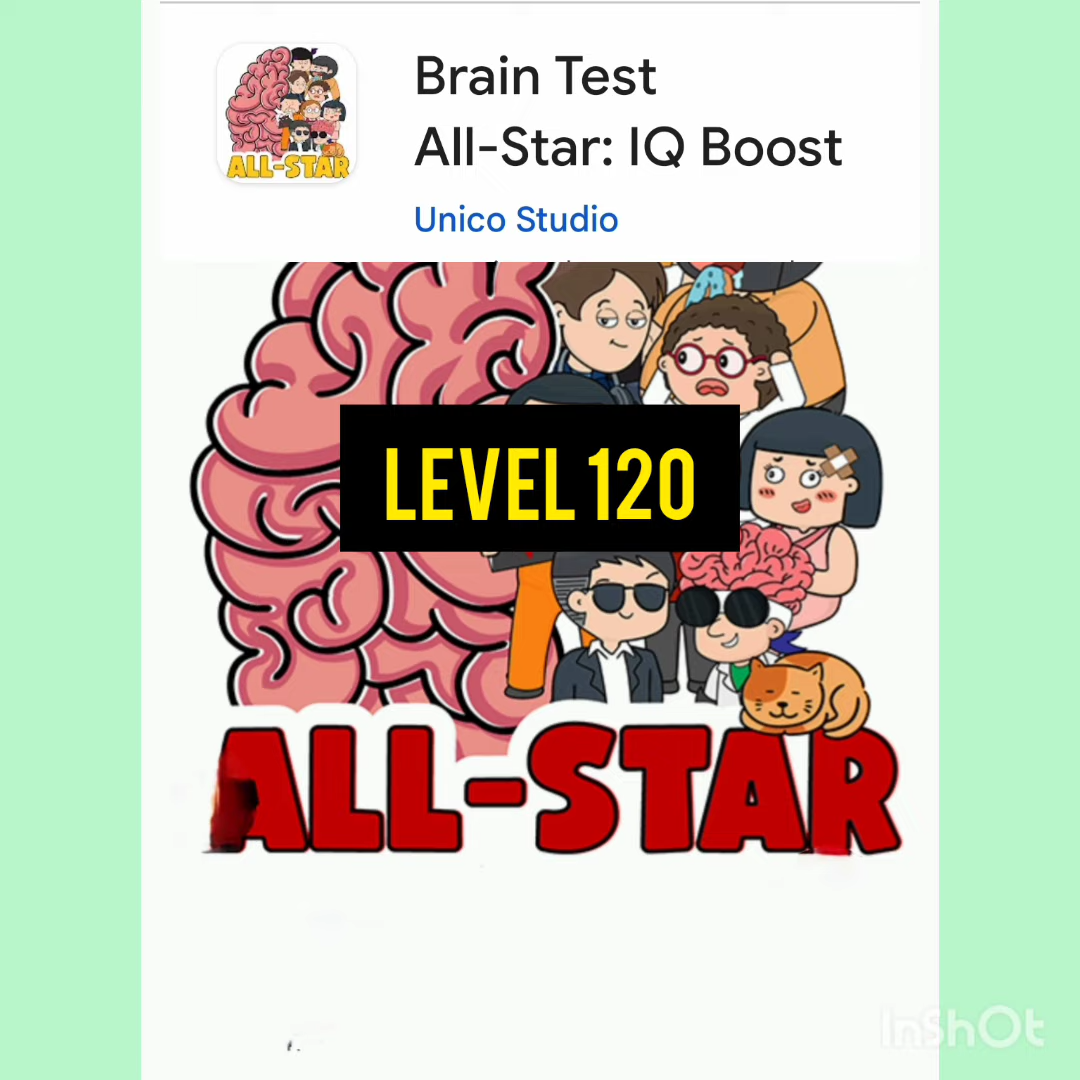 Brain Test
All-Star: IQ Boost
Unico Studio
ALL-STAR
LEVEL 120
ALL-STAR
InShOt